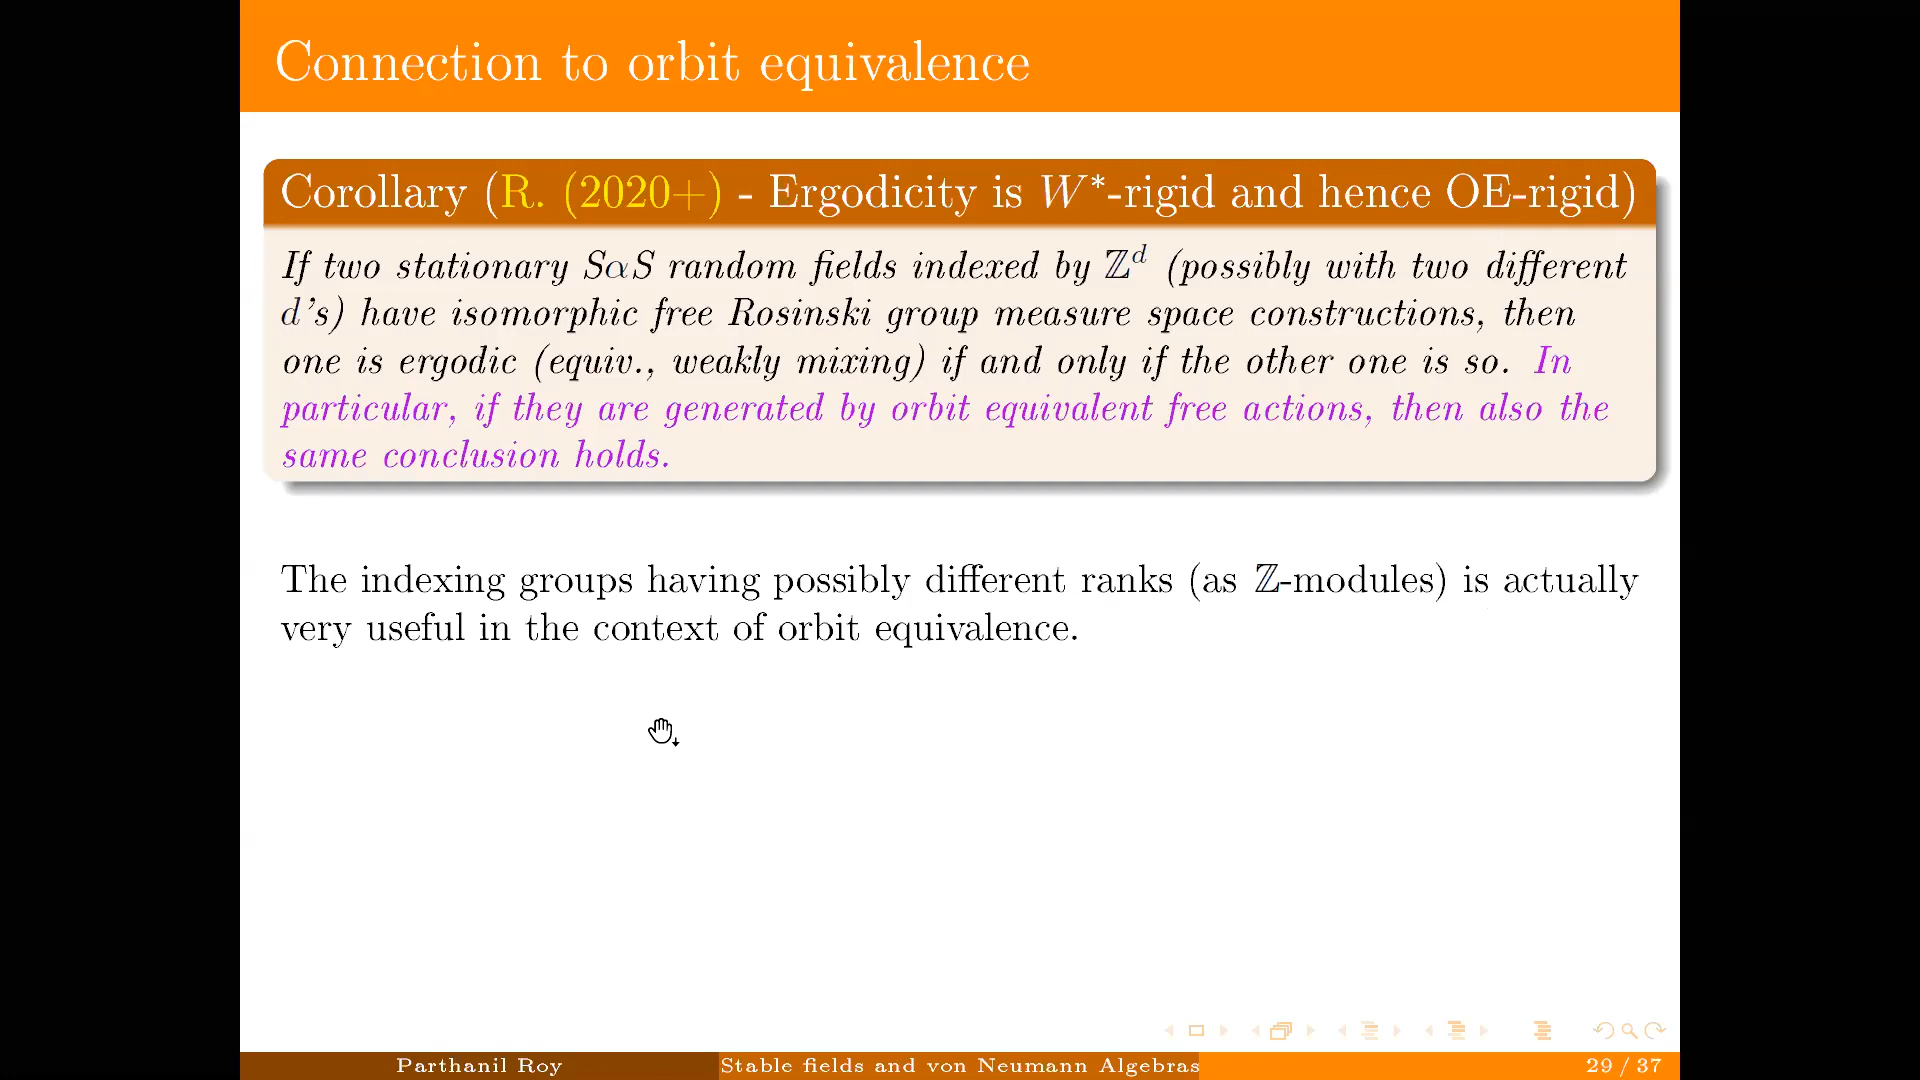 Connection to orbit equivalence
Corollary (R. (2020+) - Ergodicity is W*-rigid and hence OE-rigid)
If two stationary SαS random fields indexed by ℤ^d (possibly with two different
d's) have isomorphic free Rosinski group measure space constructions, then
one is ergodic (equiv., weakly mixing) if and only if the other one is so. In
particular, if they are generated by orbit equivalent free actions, then also the
same conclusion holds.
The indexing groups having possibly different ranks (as ℤ-modules) is actually
very useful in the context of orbit equivalence.
Parthanil Roy
Stable fields and von Neumann Algebras
29 / 37